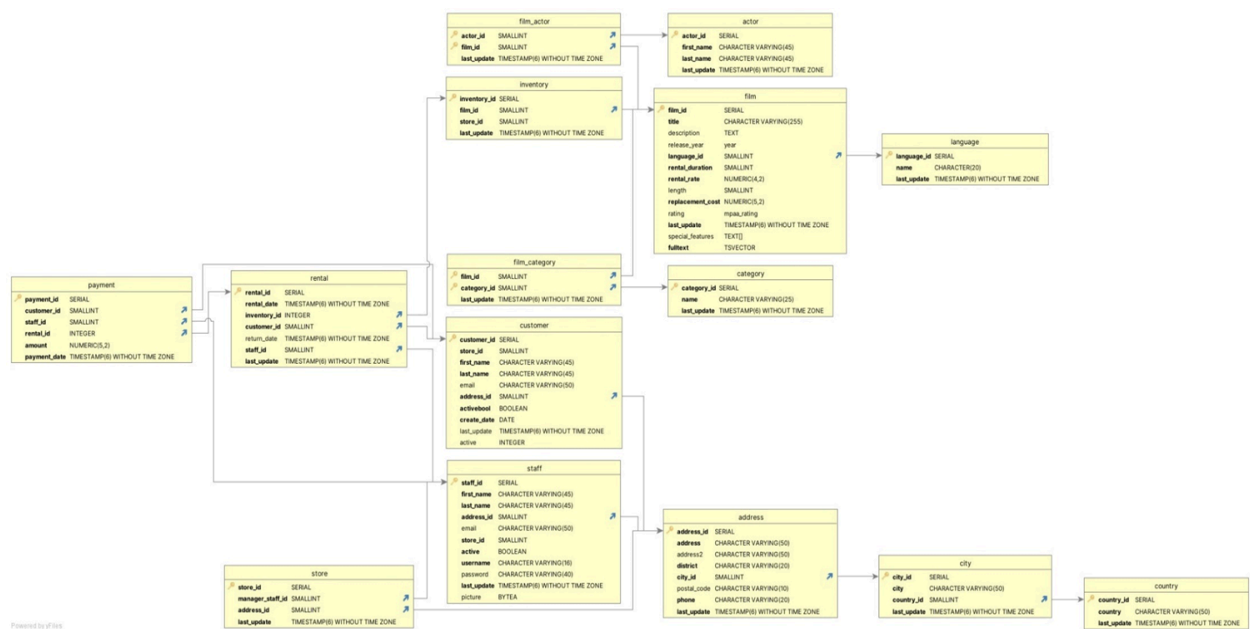 film_actor
actor_id SMALLINT
film_id SMALLINT
last_update TIMESTAMP(6) WITHOUT TIME ZONE
actor
actor_id SERIAL
first_name CHARACTER VARYING(45)
last_name CHARACTER VARYING(45)
last_update TIMESTAMP(6) WITHOUT TIME ZONE
inventory
inventory_id SERIAL
film_id SMALLINT
store_id SMALLINT
last_update TIMESTAMP(6) WITHOUT TIME ZONE
film
film_id SERIAL
title CHARACTER VARYING(255)
description TEXT
release_year year
language_id SMALLINT
rental_duration SMALLINT
rental_rate NUMERIC(4,2)
length SMALLINT
replacement_cost NUMERIC(5,2)
rating mpaa_rating
last_update TIMESTAMP(6) WITHOUT TIME ZONE
special_features TEXT[]
fulltext TSVECTOR
language
language_id SERIAL
name CHARACTER(20)
last_update TIMESTAMP(6) WITHOUT TIME ZONE
film_category
film_id SMALLINT
category_id SMALLINT
last_update TIMESTAMP(6) WITHOUT TIME ZONE
category
category_id SERIAL
name CHARACTER VARYING(25)
last_update TIMESTAMP(6) WITHOUT TIME ZONE
payment
payment_id SERIAL
customer_id SMALLINT
staff_id SMALLINT
rental_id INTEGER
amount NUMERIC(5,2)
payment_date TIMESTAMP(6) WITHOUT TIME ZONE
rental
rental_id SERIAL
rental_date TIMESTAMP(6) WITHOUT TIME ZONE
inventory_id INTEGER
customer_id SMALLINT
return_date TIMESTAMP(6) WITHOUT TIME ZONE
staff_id SMALLINT
last_update TIMESTAMP(6) WITHOUT TIME ZONE
customer
customer_id SERIAL
store_id SMALLINT
first_name CHARACTER VARYING(45)
last_name CHARACTER VARYING(45)
email CHARACTER VARYING(50)
address_id SMALLINT
activebool BOOLEAN
create_date DATE
last_update TIMESTAMP(6) WITHOUT TIME ZONE
active INTEGER
staff
staff_id SERIAL
first_name CHARACTER VARYING(45)
last_name CHARACTER VARYING(45)
address_id SMALLINT
email CHARACTER VARYING(50)
store_id SMALLINT
active BOOLEAN
username CHARACTER VARYING(16)
password CHARACTER VARYING(40)
last_update TIMESTAMP(6) WITHOUT TIME ZONE
picture BYTEA
store
store_id SERIAL
manager_staff_id SMALLINT
address_id SMALLINT
last_update TIMESTAMP(6) WITHOUT TIME ZONE
address
address_id SERIAL
address CHARACTER VARYING(50)
address2 CHARACTER VARYING(50)
district CHARACTER VARYING(20)
city_id SMALLINT
postal_code CHARACTER VARYING(10)
phone CHARACTER VARYING(20)
last_update TIMESTAMP(6) WITHOUT TIME ZONE
city
city_id SERIAL
city CHARACTER VARYING(50)
country_id SMALLINT
last_update TIMESTAMP(6) WITHOUT TIME ZONE
country
country_id SERIAL
country CHARACTER VARYING(50)
last_update TIMESTAMP(6) WITHOUT TIME ZONE
Powered by yFiles